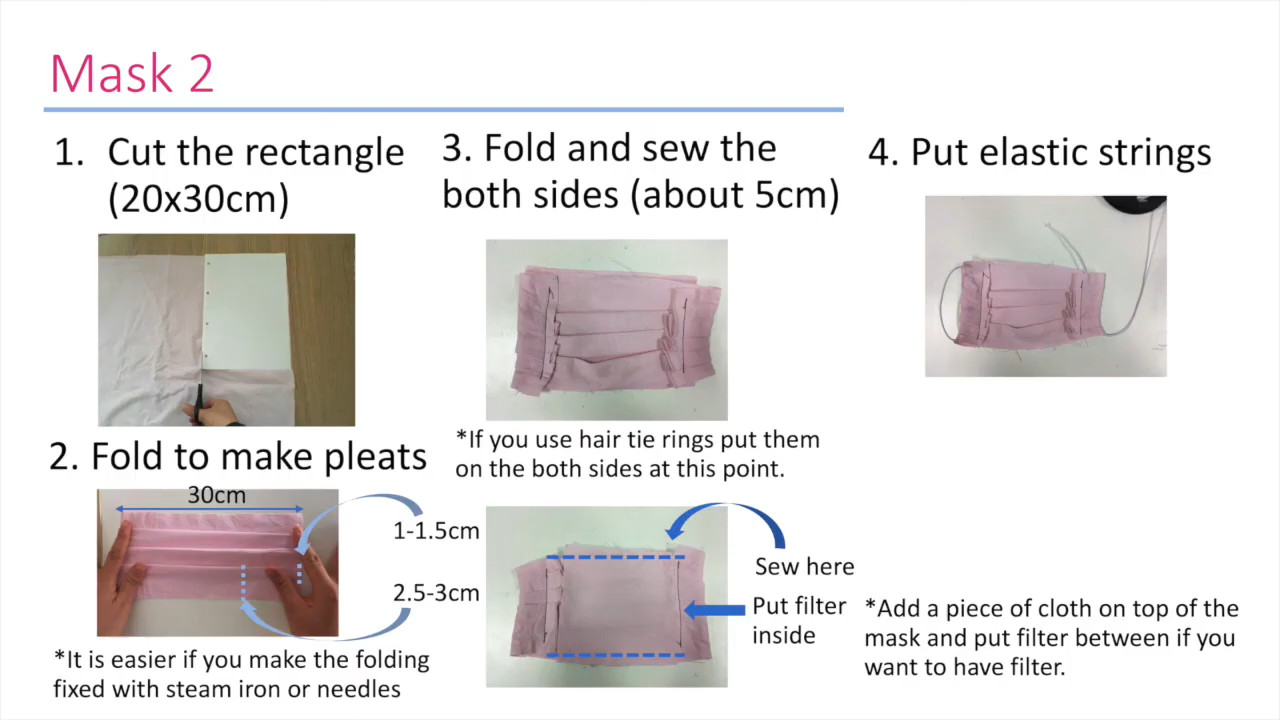 Mask 2
1. Cut the rectangle
(20x30cm)
2. Fold to make pleats
30cm
1-1.5cm
2.5-3cm
*It is easier if you make the folding
fixed with steam iron or needles
3. Fold and sew the
both sides (about 5cm)
*If you use hair tie rings put them
on the both sides at this point.
Sew here
Put filter
inside
4. Put elastic strings
*Add a piece of cloth on top of the
mask and put filter between if you
want to have filter.